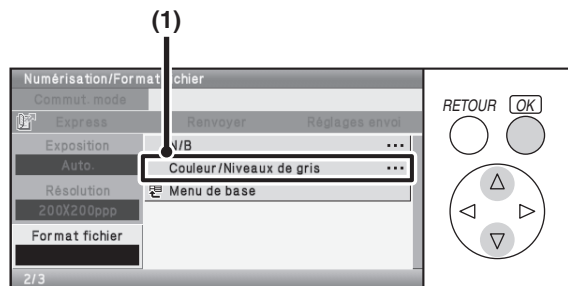 (1)
Numérisation/Format fichier
Commut. mode
Express Renvoyer Réglages envoi
Exposition
Auto.
Résolution
200X200ppp
Format fichier
2/3
N/B ...
Couleur/Niveaux de gris ...
Menu de base
RETOUR OK